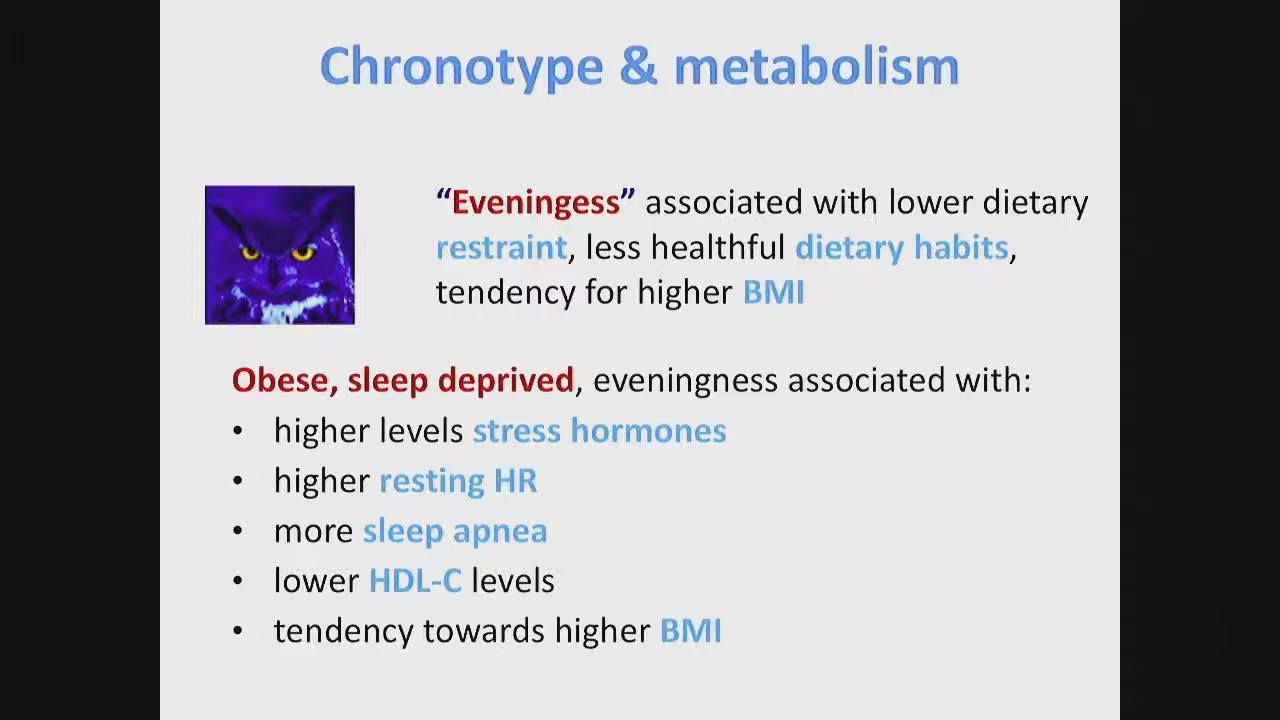 Chronotype & metabolism
“Eveningess” associated with lower dietary
restraint, less healthful dietary habits,
tendency for higher BMI
Obese, sleep deprived, eveningness associated with:
• higher levels stress hormones
• higher resting HR
• more sleep apnea
• lower HDL-C levels
• tendency towards higher BMI